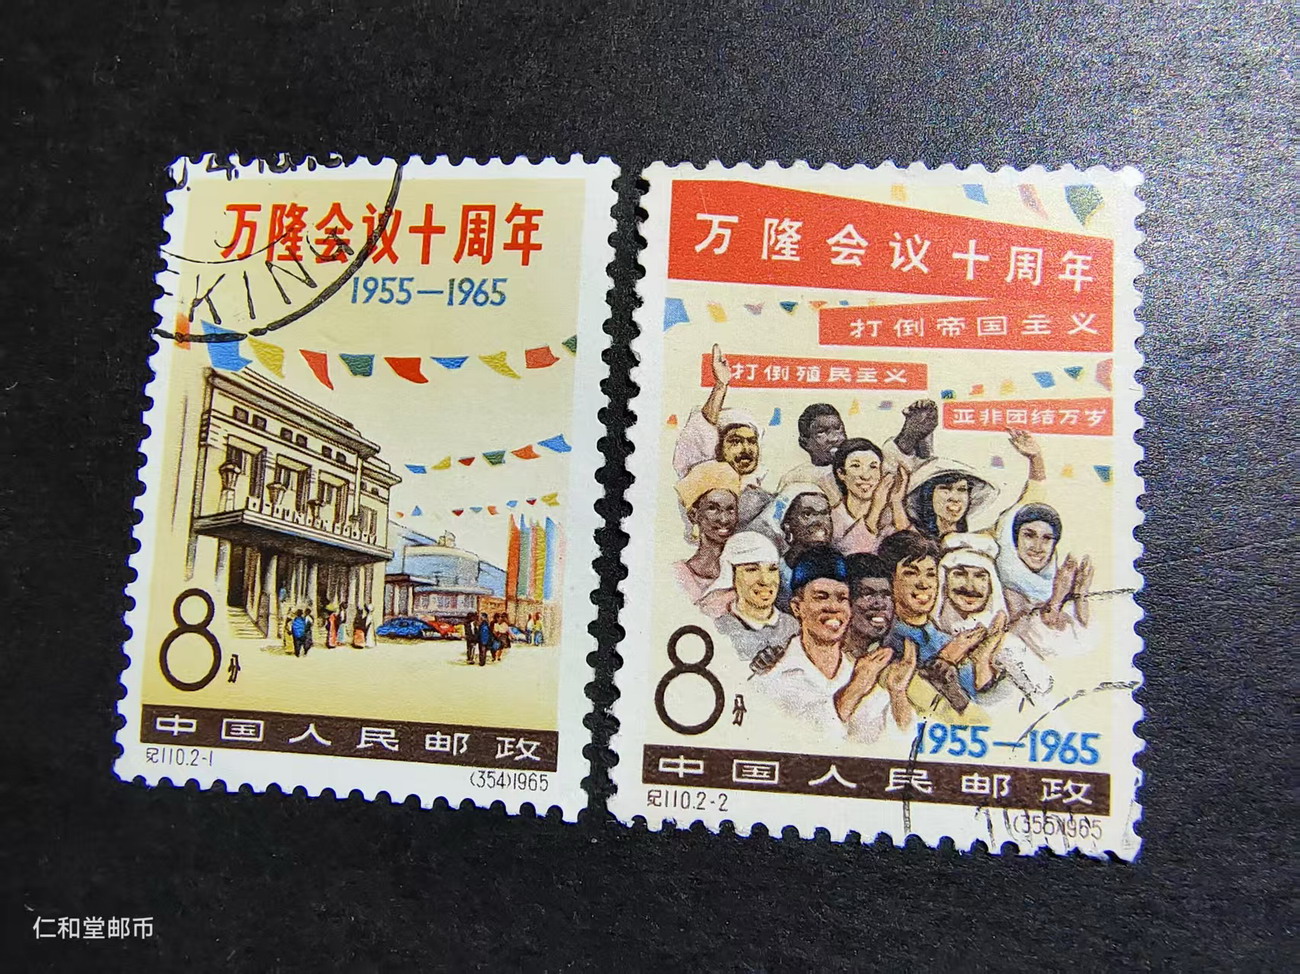 万隆会议十周年
1955—1965
KING
8分
中国人民邮政
纪110.2-1
(354)1965
万隆会议十周年
打倒帝国主义
打倒殖民主义
亚非团结万岁
8分
1955—1965
中国人民邮政
纪110.2-2
(355)1965
仁和堂邮币